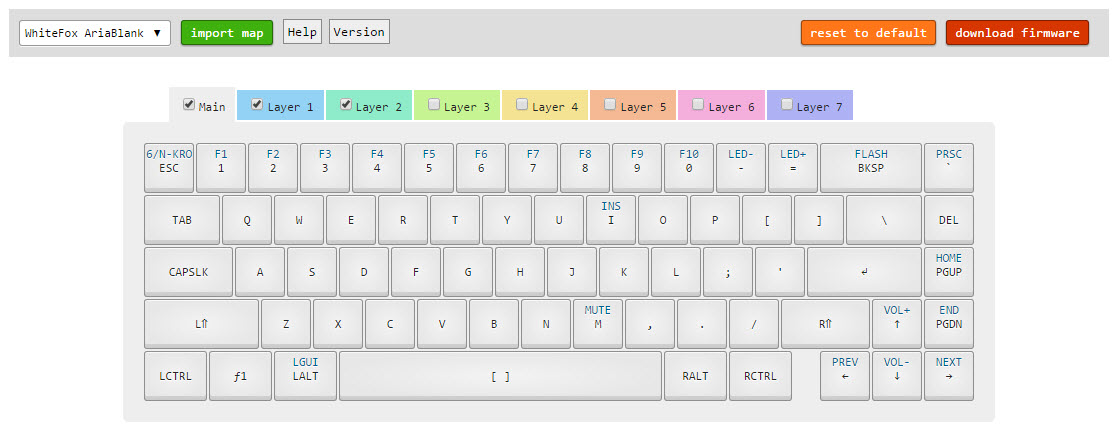 WhiteFox AriaBlank ▼ import map Help Version reset to default download firmware
Main Layer 1 Layer 2 Layer 3 Layer 4 Layer 5 Layer 6 Layer 7
6/N-KRO F1 F2 F3 F4 F5 F6 F7 F8 F9 F10 LED- LED+ FLASH PRSC
ESC 1 2 3 4 5 6 7 8 9 0 - = BKSP `
INS
TAB Q W E R T Y U I O P [ ] \ DEL
HOME
CAPSLK A S D F G H J K L ; ' ↲ PGUP
MUTE VOL+ END
L⇑ Z X C V B N M , . / R⇑ ↑ PGDN
LGUI PREV VOL- NEXT
LCTRL ƒ1 LALT [ ] RALT RCTRL ← ↓ →